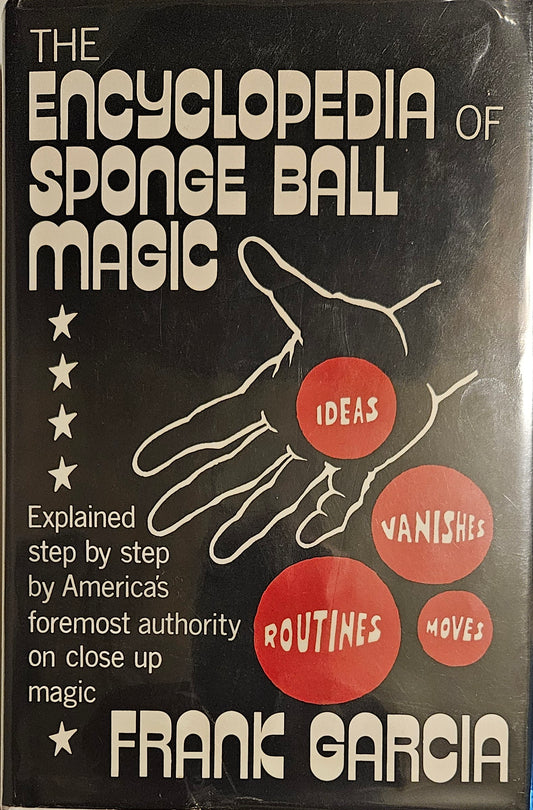 THE
ENCYCLOPEDIA OF
SPONGE BALL
MAGIC
IDEAS
VANISHES
ROUTINES
MOVES
Explained
step by step
by America's
foremost authority
on close up
magic
FRANK GARCIA